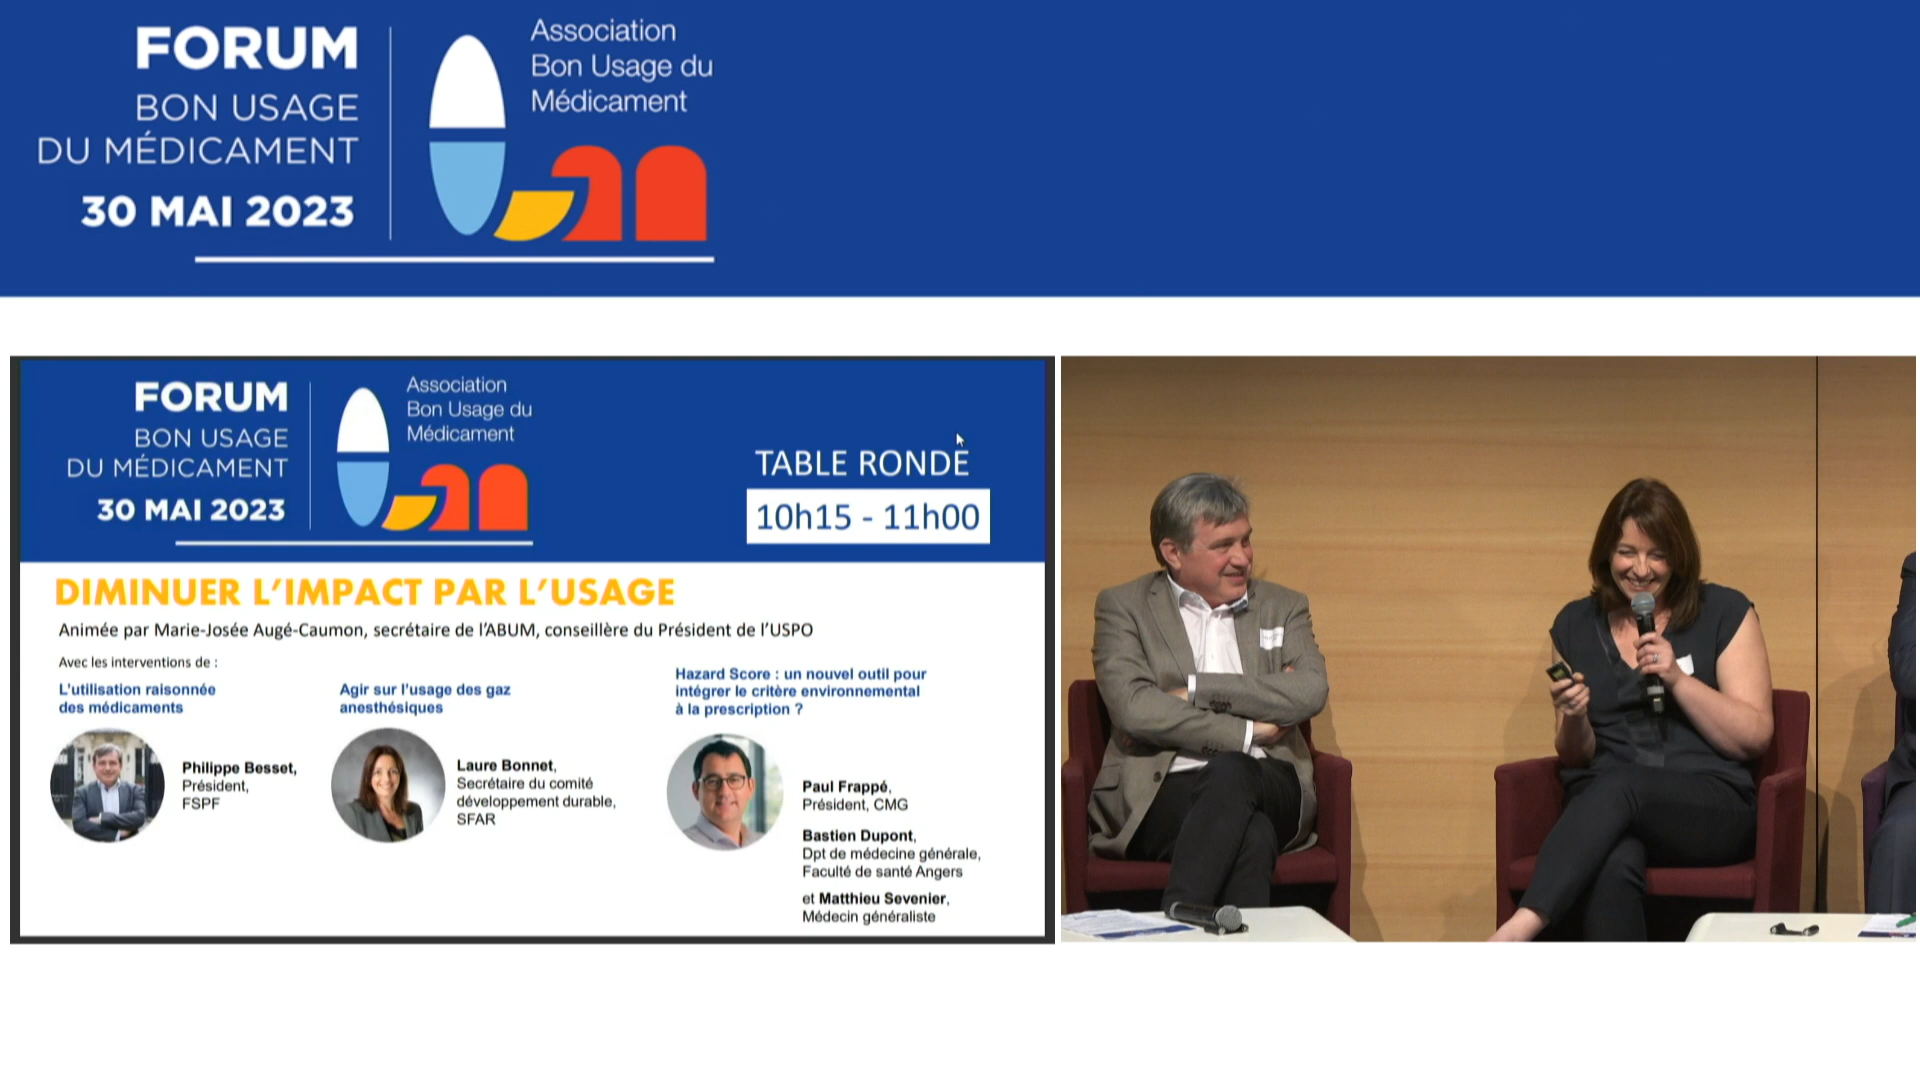 FORUM
BON USAGE
DU MÉDICAMENT
30 MAI 2023
Association
Bon Usage du
Médicament
FORUM
BON USAGE
DU MÉDICAMENT
30 MAI 2023
Association
Bon Usage du
Médicament
TABLE RONDE
10h15 - 11h00
DIMINUER L'IMPACT PAR L'USAGE
Animée par Marie-Josée Augé-Caumon, secrétaire de l'ABUM, conseillère du Président de l'USPO
Avec les interventions de :
L'utilisation raisonnée
des médicaments
Philippe Besset,
Président,
FSPF
Agir sur l'usage des gaz
anesthésiques
Laure Bonnet,
Secrétaire du comité
développement durable,
SFAR
Hazard Score : un nouvel outil pour
intégrer le critère environnemental
à la prescription ?
Paul Frappé,
Président, CMG
Bastien Dupont,
Dpt de médecine générale,
Faculté de santé Angers
et Matthieu Sevenier,
Médecin généraliste